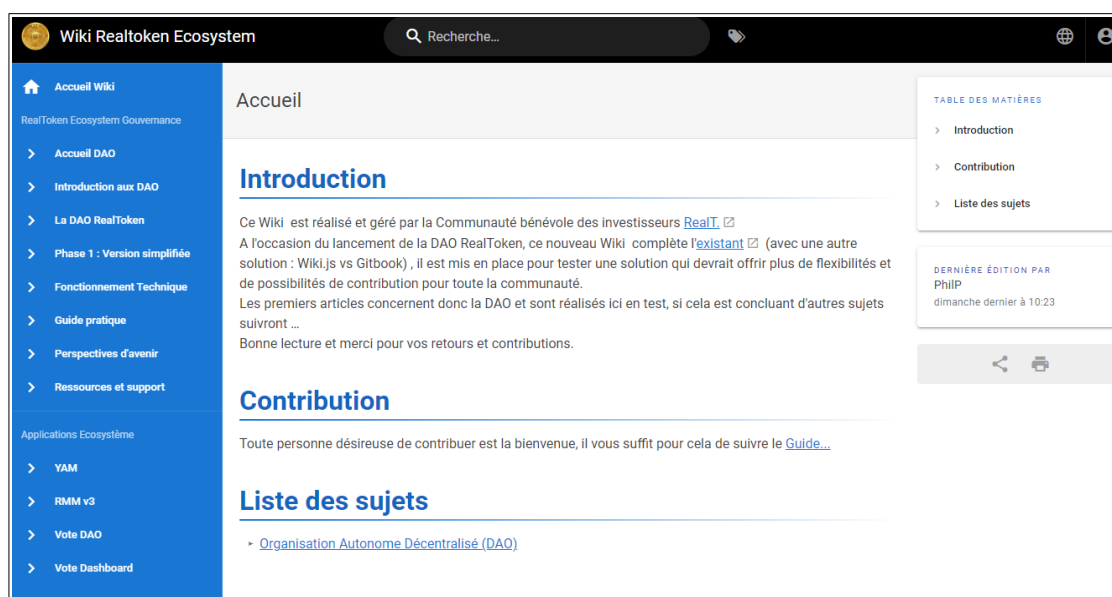 Wiki Realtoken Ecosystem
Recherche...
Accueil Wiki
RealToken Ecosystem Gouvernance
Accueil DAO
Introduction aux DAO
La DAO RealToken
Phase 1 : Version simplifiée
Fonctionnement Technique
Guide pratique
Perspectives d'avenir
Ressources et support
Applications Ecosystème
YAM
RMM v3
Vote DAO
Vote Dashboard
Accueil
Introduction
Ce Wiki est réalisé et géré par la Communauté bénévole des investisseurs RealT.
A l'occasion du lancement de la DAO RealToken, ce nouveau Wiki complète l'existant (avec une autre
solution : Wiki.js vs Gitbook) , il est mis en place pour tester une solution qui devrait offrir plus de flexibilités et
de possibilités de contribution pour toute la communauté.
Les premiers articles concernent donc la DAO et sont réalisés ici en test, si cela est concluant d'autres sujets
suivront ...
Bonne lecture et merci pour vos retours et contributions.
Contribution
Toute personne désireuse de contribuer est la bienvenue, il vous suffit pour cela de suivre le Guide...
Liste des sujets
Organisation Autonome Décentralisé (DAO)
TABLE DES MATIÈRES
Introduction
Contribution
Liste des sujets
DERNIÈRE ÉDITION PAR
PhilP
dimanche dernier à 10:23